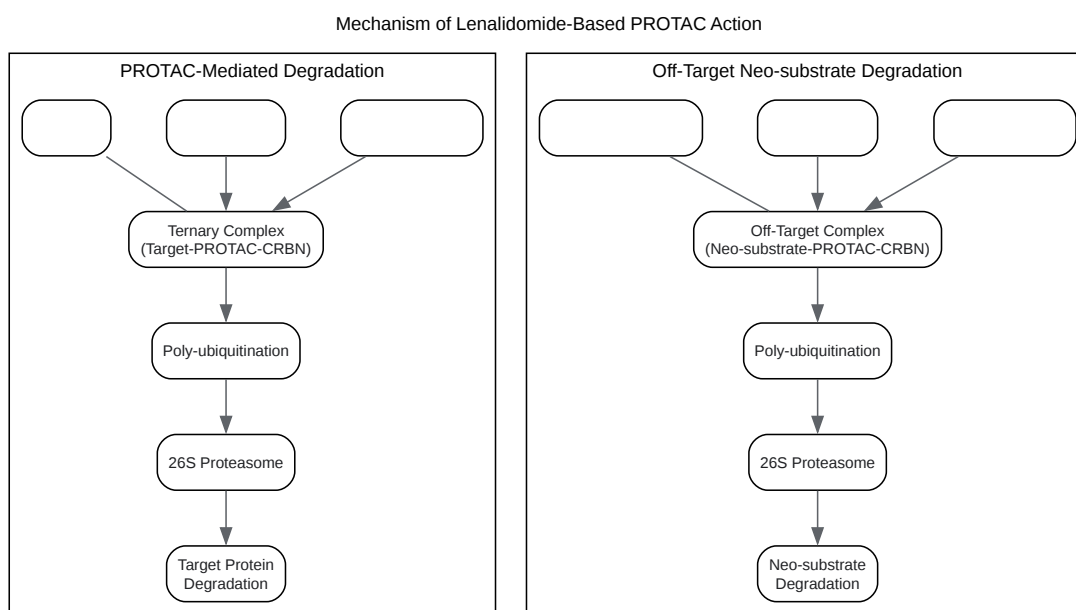 Mechanism of Lenalidomide-Based PROTAC Action
PROTAC-Mediated Degradation
Ternary Complex
(Target-PROTAC-CRBN)
Poly-ubiquitination
26S Proteasome
Target Protein
Degradation
Off-Target Neo-substrate Degradation
Off-Target Complex
(Neo-substrate-PROTAC-CRBN)
Poly-ubiquitination
26S Proteasome
Neo-substrate
Degradation